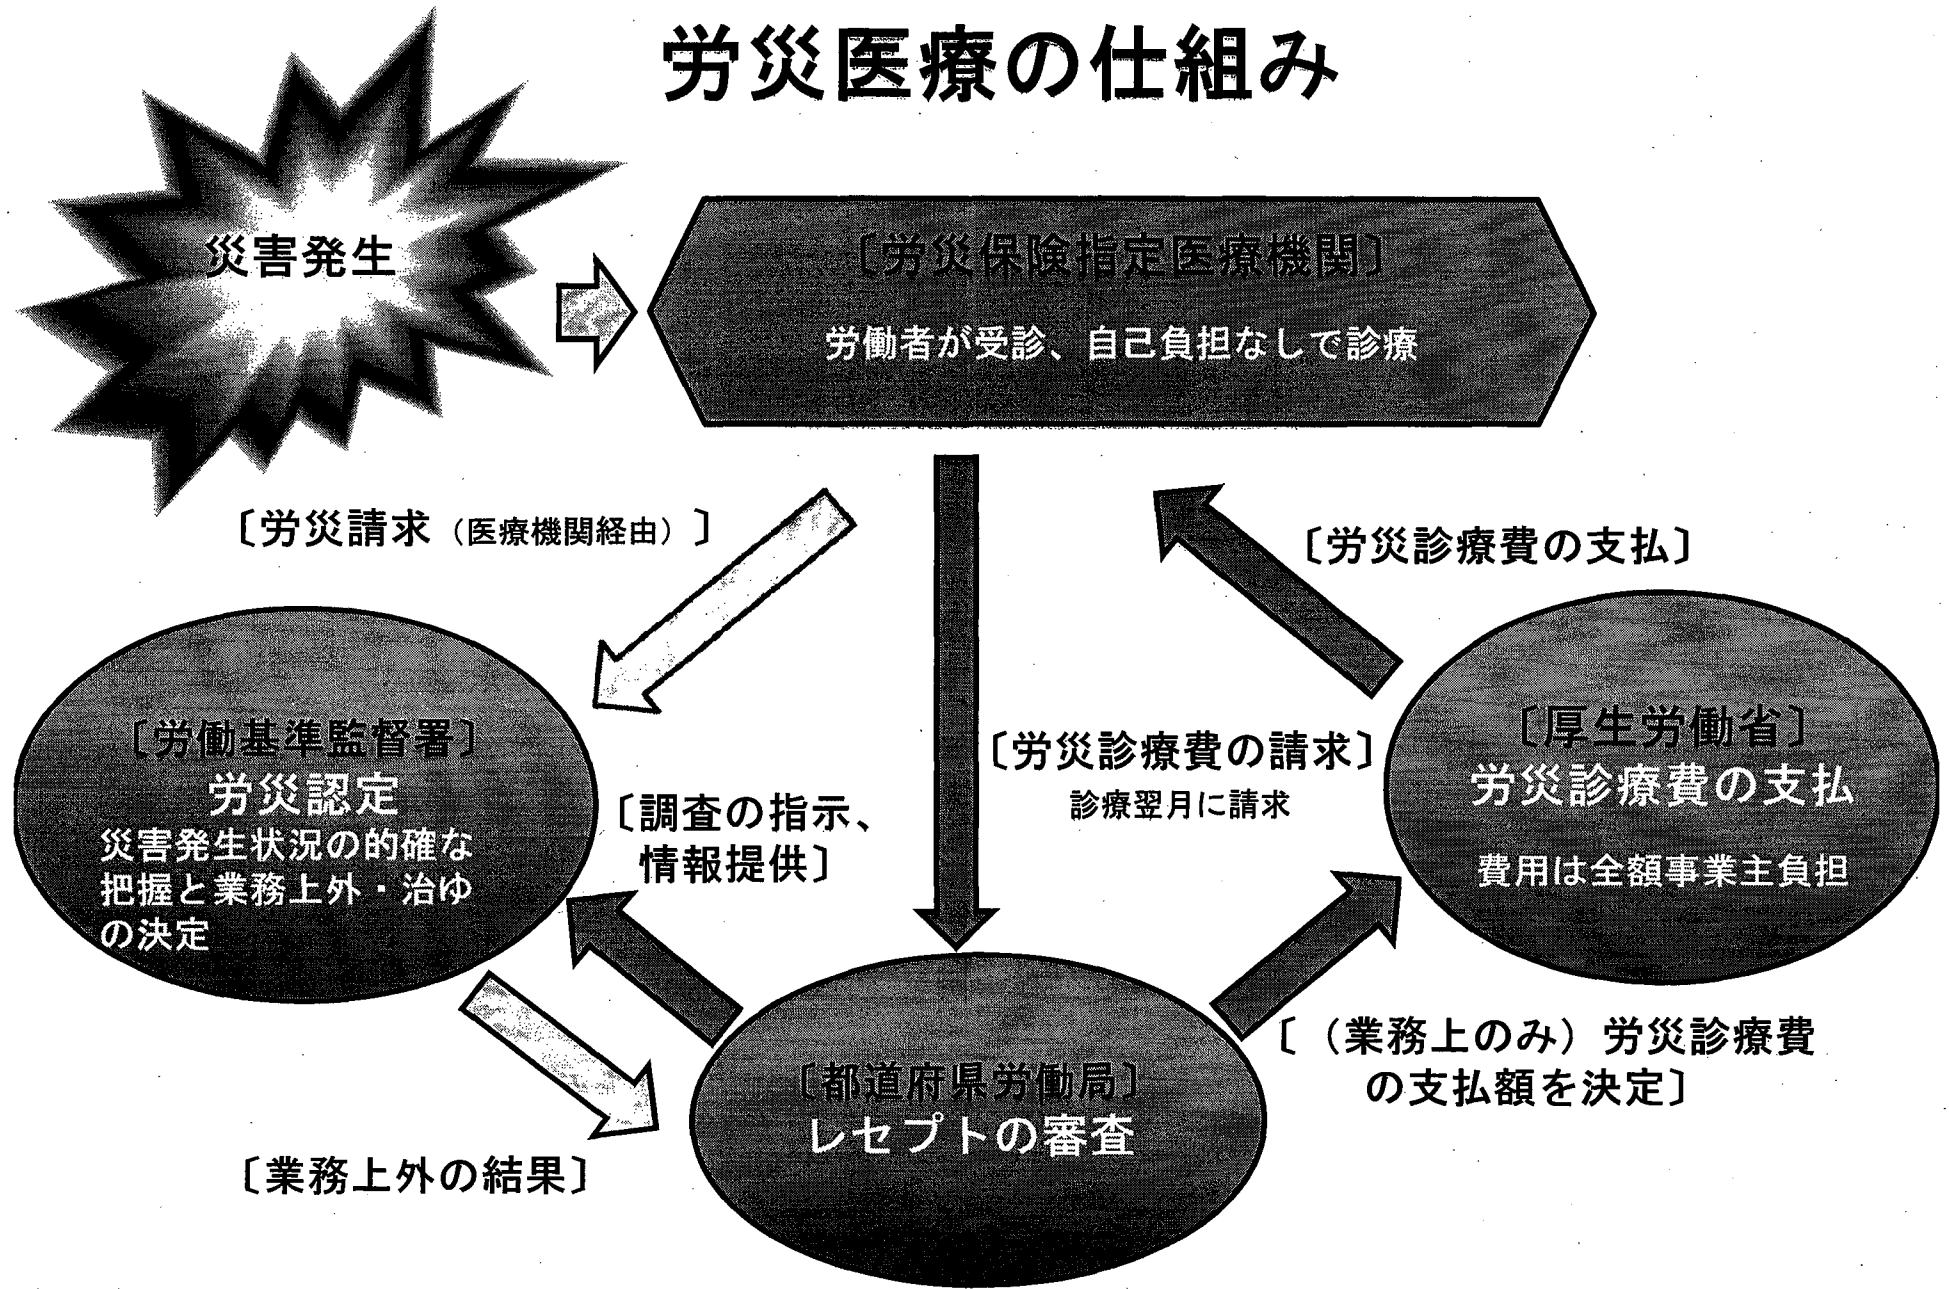 労災医療の仕組み
災害発生
〔労災保険指定医療機関〕
労働者が受診、自己負担なしで診療
〔労災請求（医療機関経由）〕
〔労災診療費の支払〕
〔労働基準監督署〕
労災認定
災害発生状況の的確な
把握と業務上外・治ゆ
の決定
〔調査の指示、
情報提供〕
〔労災診療費の請求〕
診療翌月に請求
〔厚生労働省〕
労災診療費の支払
費用は全額事業主負担
〔業務上外の結果〕
〔都道府県労働局〕
レセプトの審査
〔（業務上のみ）労災診療費
の支払額を決定〕